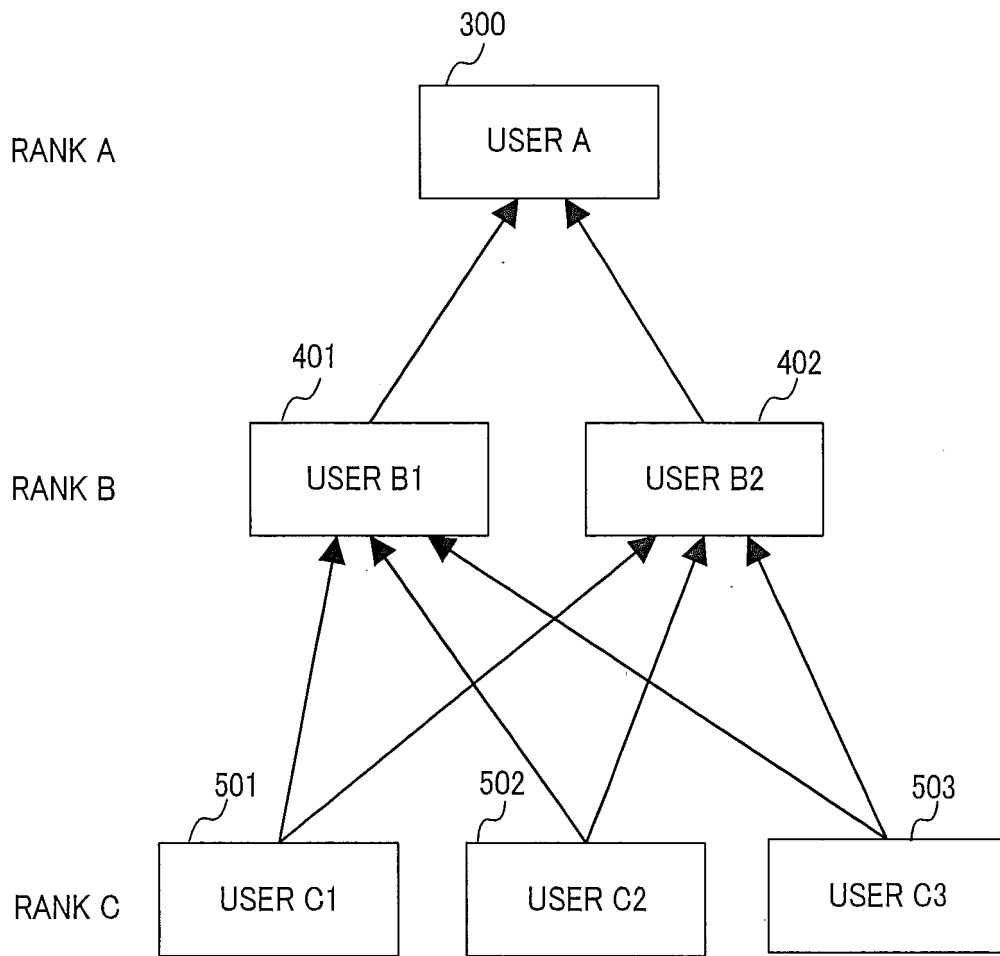 300
USER A
RANK A
401
402
USER B1
USER B2
RANK B
501
502
503
USER C1
USER C2
USER C3
RANK C